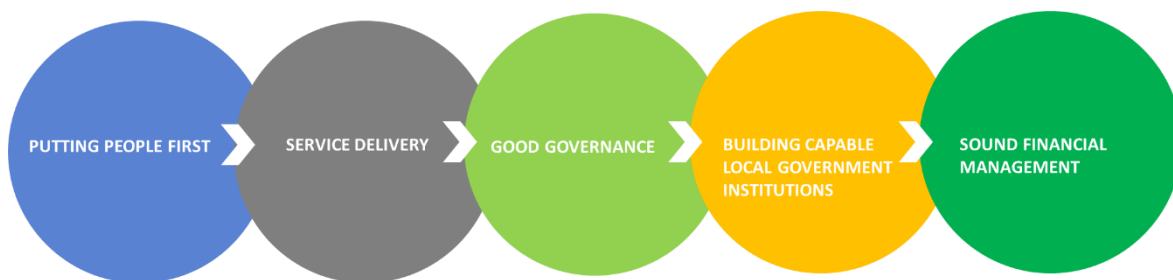 PUTTING PEOPLE FIRST
SERVICE DELIVERY
GOOD GOVERNANCE
BUILDING CAPABLE
LOCAL GOVERNMENT
INSTITUTIONS
SOUND FINANCIAL
MANAGEMENT